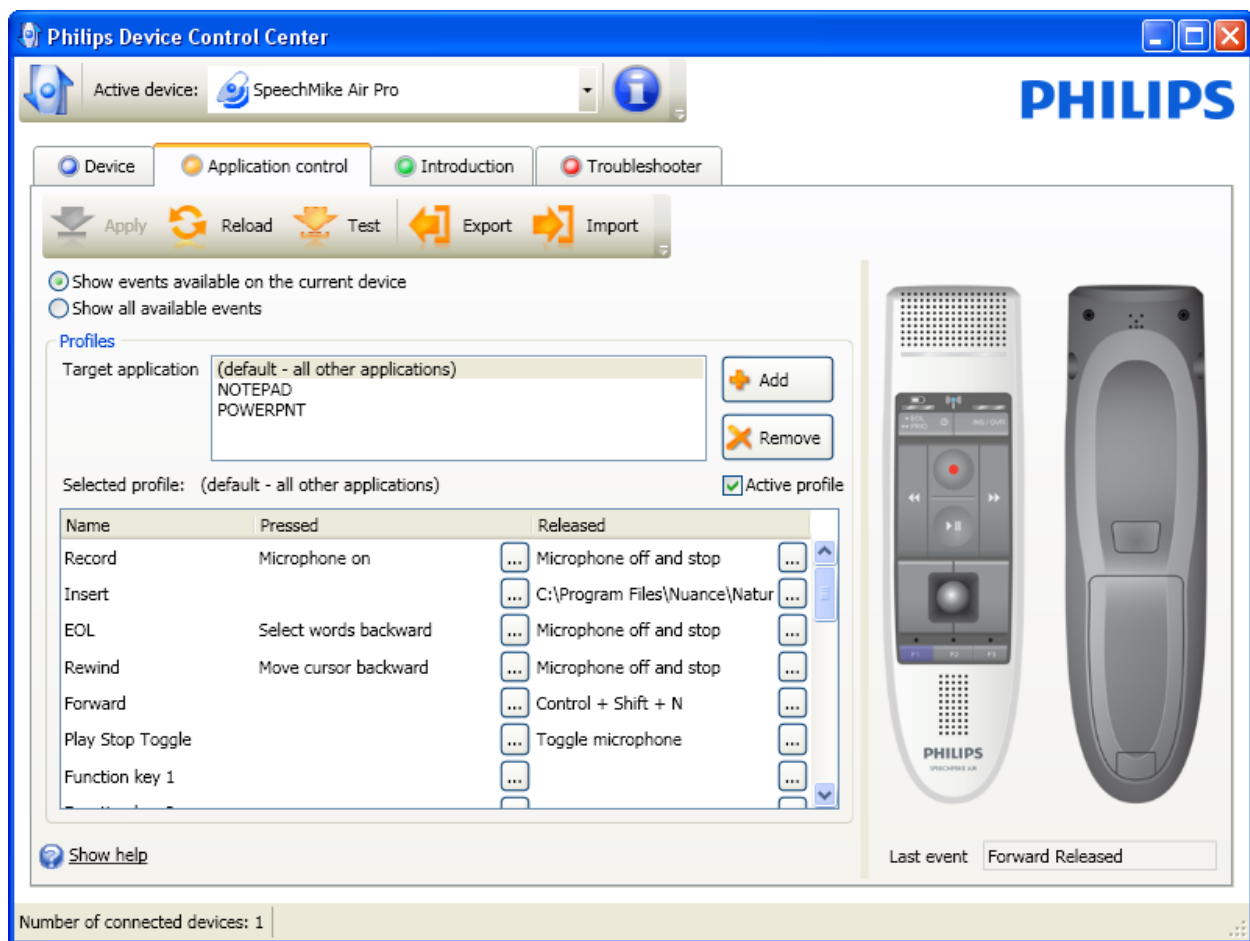 Philips Device Control Center
Active device: SpeechMike Air Pro
PHILIPS
Device Application control Introduction Troubleshooter
Apply Reload Test Export Import
Show events available on the current device
Show all available events
Profiles
Target application (default - all other applications)
NOTEPAD
POWERPNT
Add
Remove
Selected profile: (default - all other applications) Active profile
Name Pressed Released
Record Microphone on ... Microphone off and stop ...
Insert ... C:\Program Files\Nuance\Natur ...
EOL Select words backward ... Microphone off and stop ...
Rewind Move cursor backward ... Microphone off and stop ...
Forward ... Control + Shift + N ...
Play Stop Toggle ... Toggle microphone ...
Function key 1 ... ...
EOL
PRIO
INS / OVR
F1 F2 F3
PHILIPS
SPEECHMIKE AIR
Show help
Last event Forward Released
Number of connected devices: 1